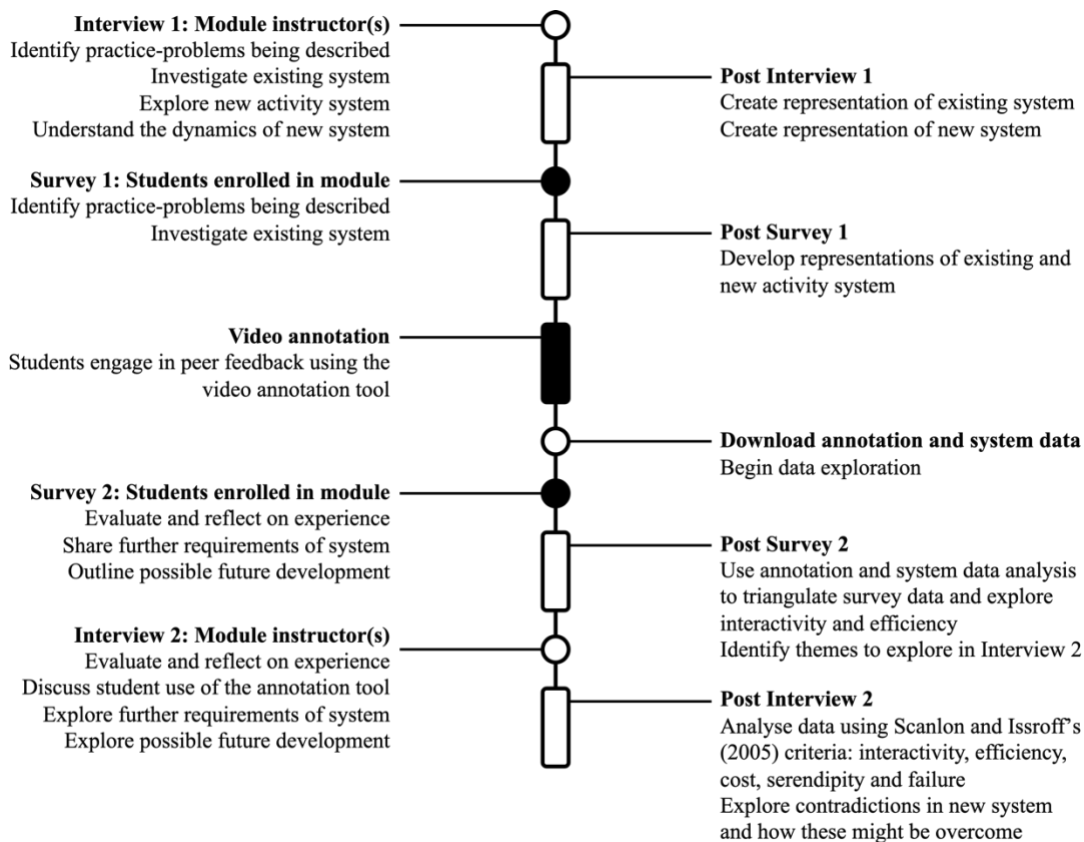 Interview 1: Module instructor(s)
Identify practice-problems being described
Investigate existing system
Explore new activity system
Understand the dynamics of new system
Post Interview 1
Create representation of existing system
Create representation of new system
Survey 1: Students enrolled in module
Identify practice-problems being described
Investigate existing system
Post Survey 1
Develop representations of existing and
new activity system
Video annotation
Students engage in peer feedback using the
video annotation tool
Download annotation and system data
Begin data exploration
Survey 2: Students enrolled in module
Evaluate and reflect on experience
Share further requirements of system
Outline possible future development
Post Survey 2
Use annotation and system data analysis
to triangulate survey data and explore
interactivity and efficiency
Identify themes to explore in Interview 2
Interview 2: Module instructor(s)
Evaluate and reflect on experience
Discuss student use of the annotation tool
Explore further requirements of system
Explore possible future development
Post Interview 2
Analyse data using Scanlon and Issroff's
(2005) criteria: interactivity, efficiency,
cost, serendipity and failure
Explore contradictions in new system
and how these might be overcome